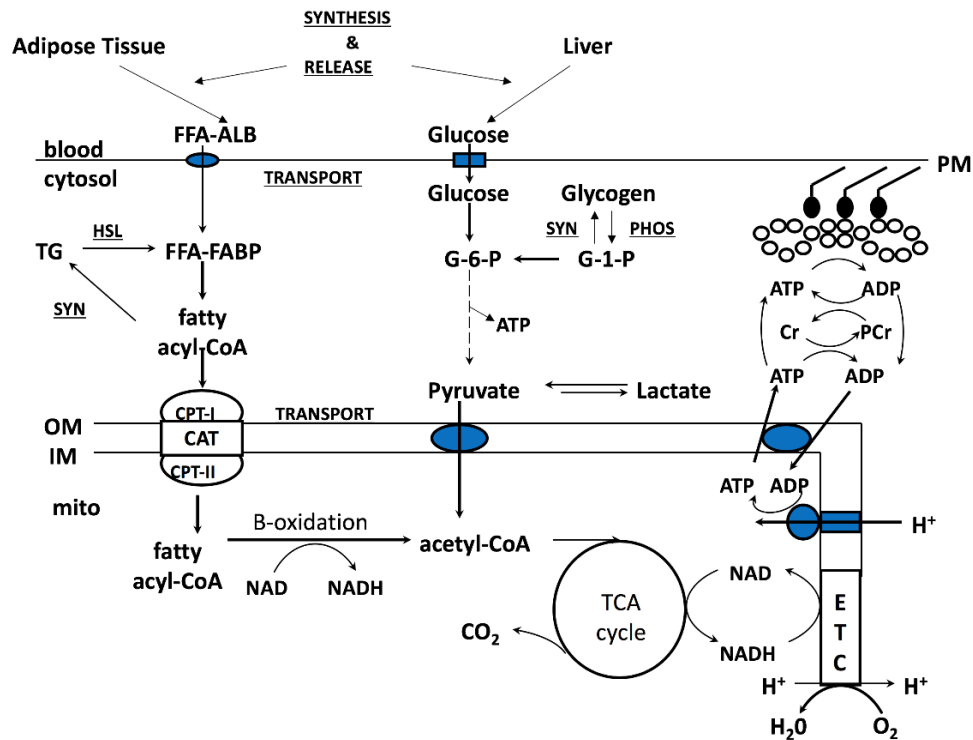 SYNTHESIS
&
RELEASE
Adipose Tissue
Liver
FFA-ALB
Glucose
blood
cytosol
TRANSPORT
PM
Glucose
Glycogen
HSL
SYN
PHOS
TG
FFA-FABP
G-6-P
G-1-P
ATP
ADP
SYN
fatty
acyl-CoA
ATP
Cr
PCr
ATP
ADP
Pyruvate
Lactate
CPT-I
TRANSPORT
OM
CAT
IM
CPT-II
ATP
ADP
mito
B-oxidation
H+
fatty
acyl-CoA
acetyl-CoA
NAD
NADH
NAD
TCA
cycle
E
T
C
CO2
NADH
H+
H+
H20
O2